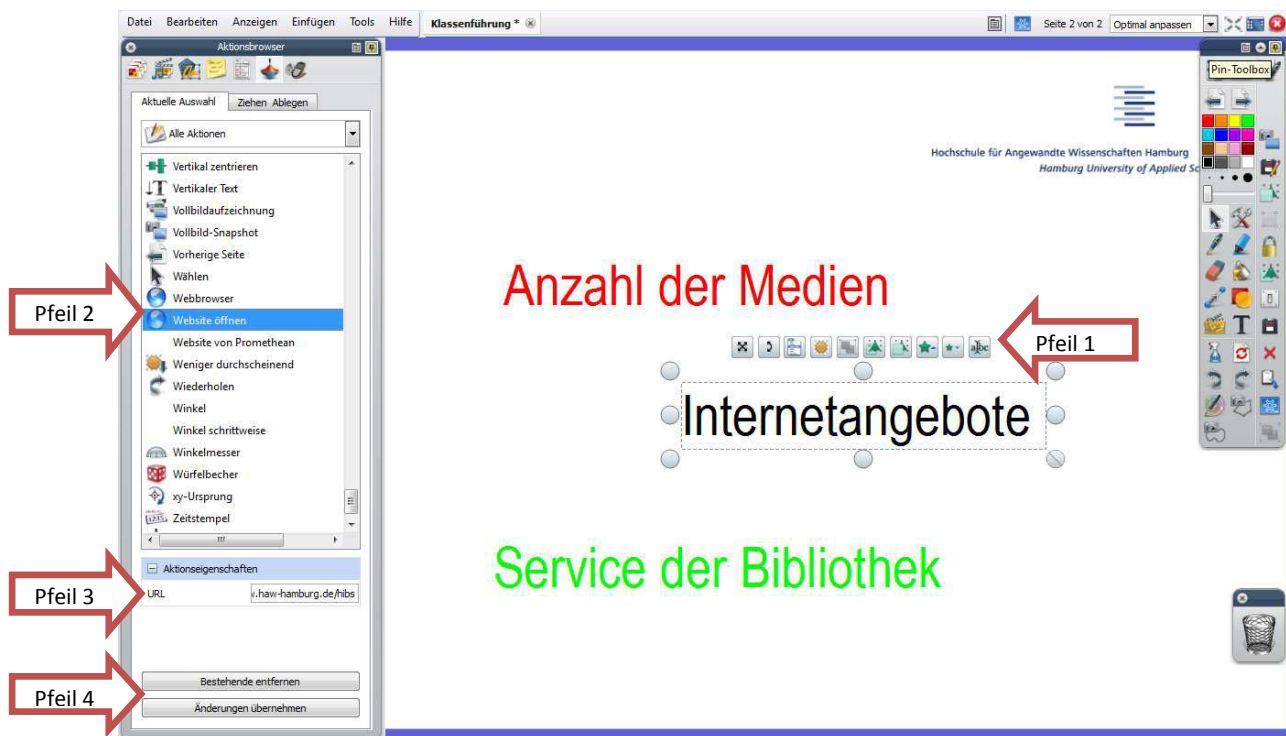 Datei Bearbeiten Anzeigen Einfügen Tools Hilfe Klassenführung * Seite 2 von 2 Optimal anpassen
Aktionsbrowser
Pin-Toolbox
Aktuelle Auswahl Ziehen Ablegen
Alle Aktionen
Vertikal zentrieren
Vertikaler Text
Vollbildaufzeichnung
Vollbild-Snapshot
Vorherige Seite
Wählen
Webbrowser
Website öffnen
Website von Promethean
Weniger durchscheinend
Wiederholen
Winkel
Winkel schrittweise
Winkelmesser
Würfelbecher
xy-Ursprung
Zeitstempel
Aktionseigenschaften
URL .haw-hamburg.de/hibs
Bestehende entfernen
Änderungen übernehmen
Pfeil 2
Pfeil 3
Pfeil 4
Hochschule für Angewandte Wissenschaften Hamburg
Hamburg University of Applied Sc
Anzahl der Medien
Pfeil 1
abc
Internetangebote
Service der Bibliothek
T